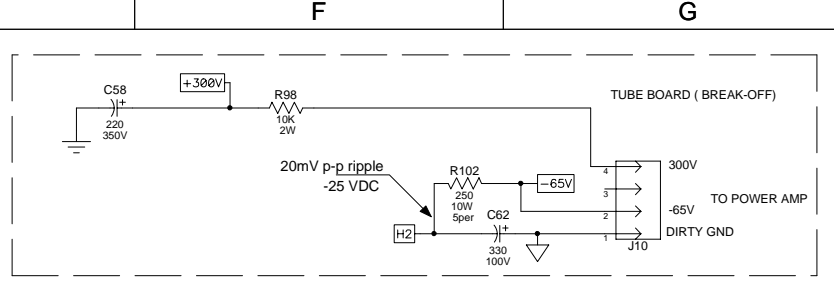 F
G
C58
+
220
350V
+300V
R98
10K
2W
TUBE BOARD ( BREAK-OFF)
20mV p-p ripple
-25 VDC
R102
250
10W
5per
-65V
H2
C62
+
330
100V
4
3
2
1
J10
300V
TO POWER AMP
-65V
DIRTY GND